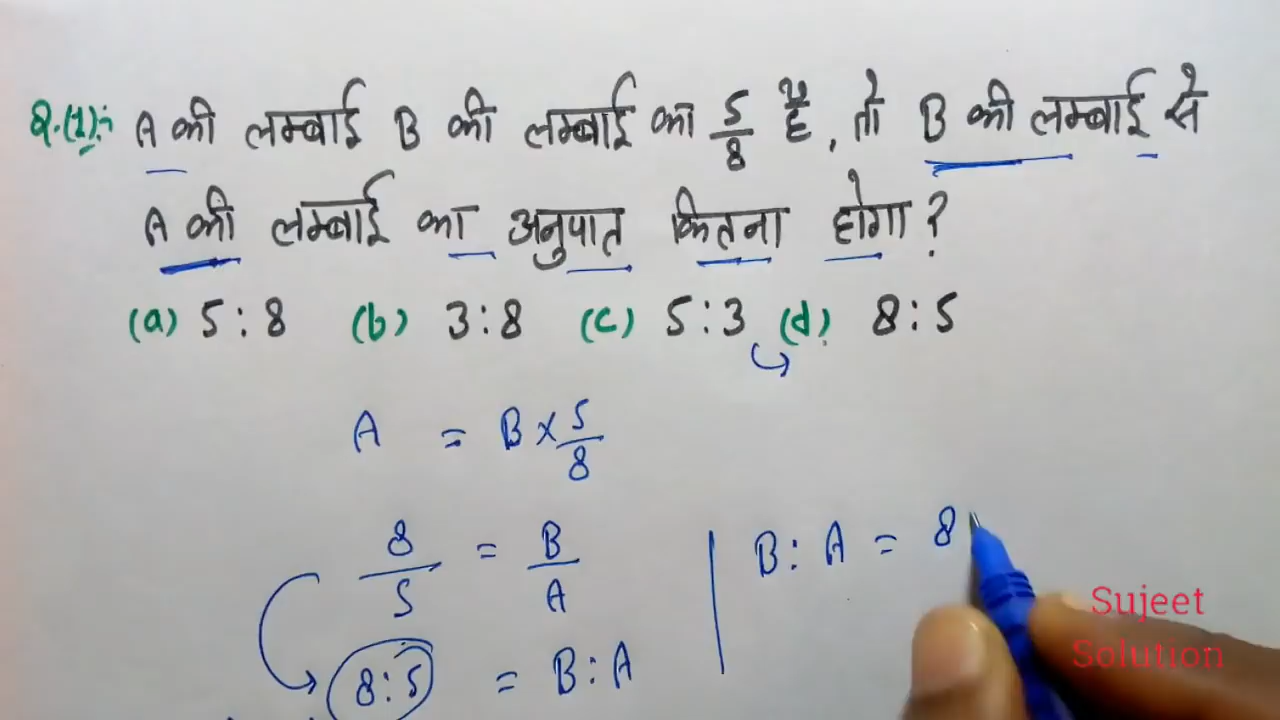 Q.(1):- A की लम्बाई B की लम्बाई का 5/8 है, तो B की लम्बाई से
A की लम्बाई का अनुपात कितना होगा ?
(a) 5 : 8 (b) 3 : 8 (c) 5 : 3 (d) 8 : 5
A = B × 5/8
8/5 = B/A
B : A = 8
8:5 = B:A
Sujeet
Solution